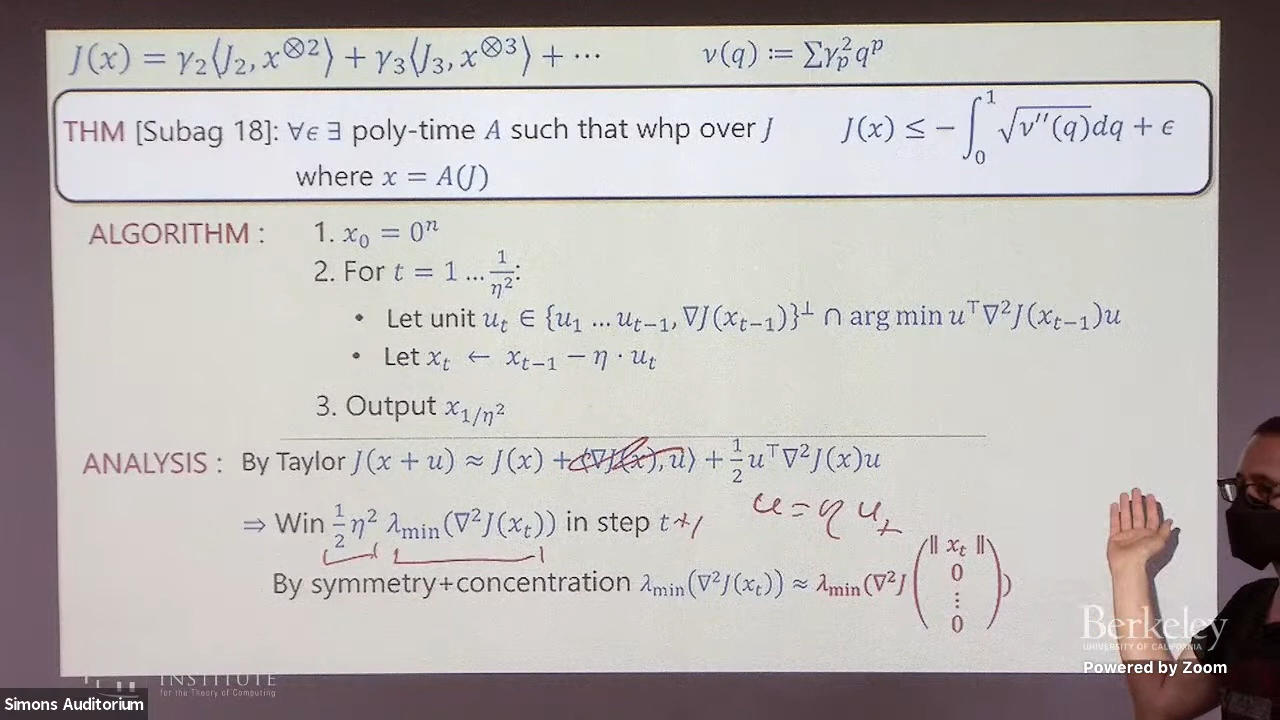 J(x) = γ₂⟨J₂, x^{⊗2}⟩ + γ₃⟨J₃, x^{⊗3}⟩ + ⋯ ν(q) ≔ Σγ_p² q^p
THM [Subag 18]: ∀ϵ ∃ poly-time A such that whp over J J(x) ≤ −∫₀¹ √(ν′′(q)) dq + ϵ
where x = A(J)
ALGORITHM : 1. x₀ = 0ⁿ
2. For t = 1 … 1/η²:
• Let unit u_t ∈ {u₁ … u_{t−1}, ∇J(x_{t−1})}^⊥ ∩ arg min u^⊤∇²J(x_{t−1})u
• Let x_t ← x_{t−1} − η · u_t
3. Output x_{1/η²}
ANALYSIS : By Taylor J(x + u) ≈ J(x) + ⟨∇J(x), u⟩ + ½ u^⊤∇²J(x)u
⇒ Win ½ η² λ_min(∇²J(x_t)) in step t+1 u = η u_t
By symmetry+concentration λ_min(∇²J(x_t)) ≈ λ_min(∇²J (‖ x_t ‖
0
⋮
0))
Berkeley
UNIVERSITY OF CALIFORNIA
Powered by Zoom
INSTITUTE
for the Theory of Computing
Simons Auditorium